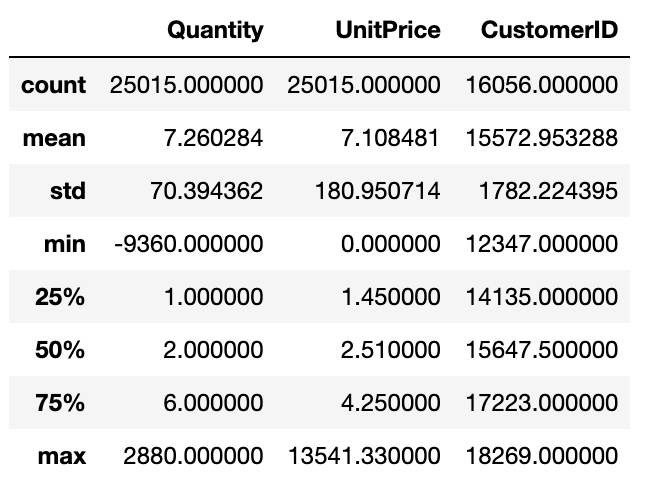 Quantity UnitPrice CustomerID
count 25015.000000 25015.000000 16056.000000
mean 7.260284 7.108481 15572.953288
std 70.394362 180.950714 1782.224395
min -9360.000000 0.000000 12347.000000
25% 1.000000 1.450000 14135.000000
50% 2.000000 2.510000 15647.500000
75% 6.000000 4.250000 17223.000000
max 2880.000000 13541.330000 18269.000000